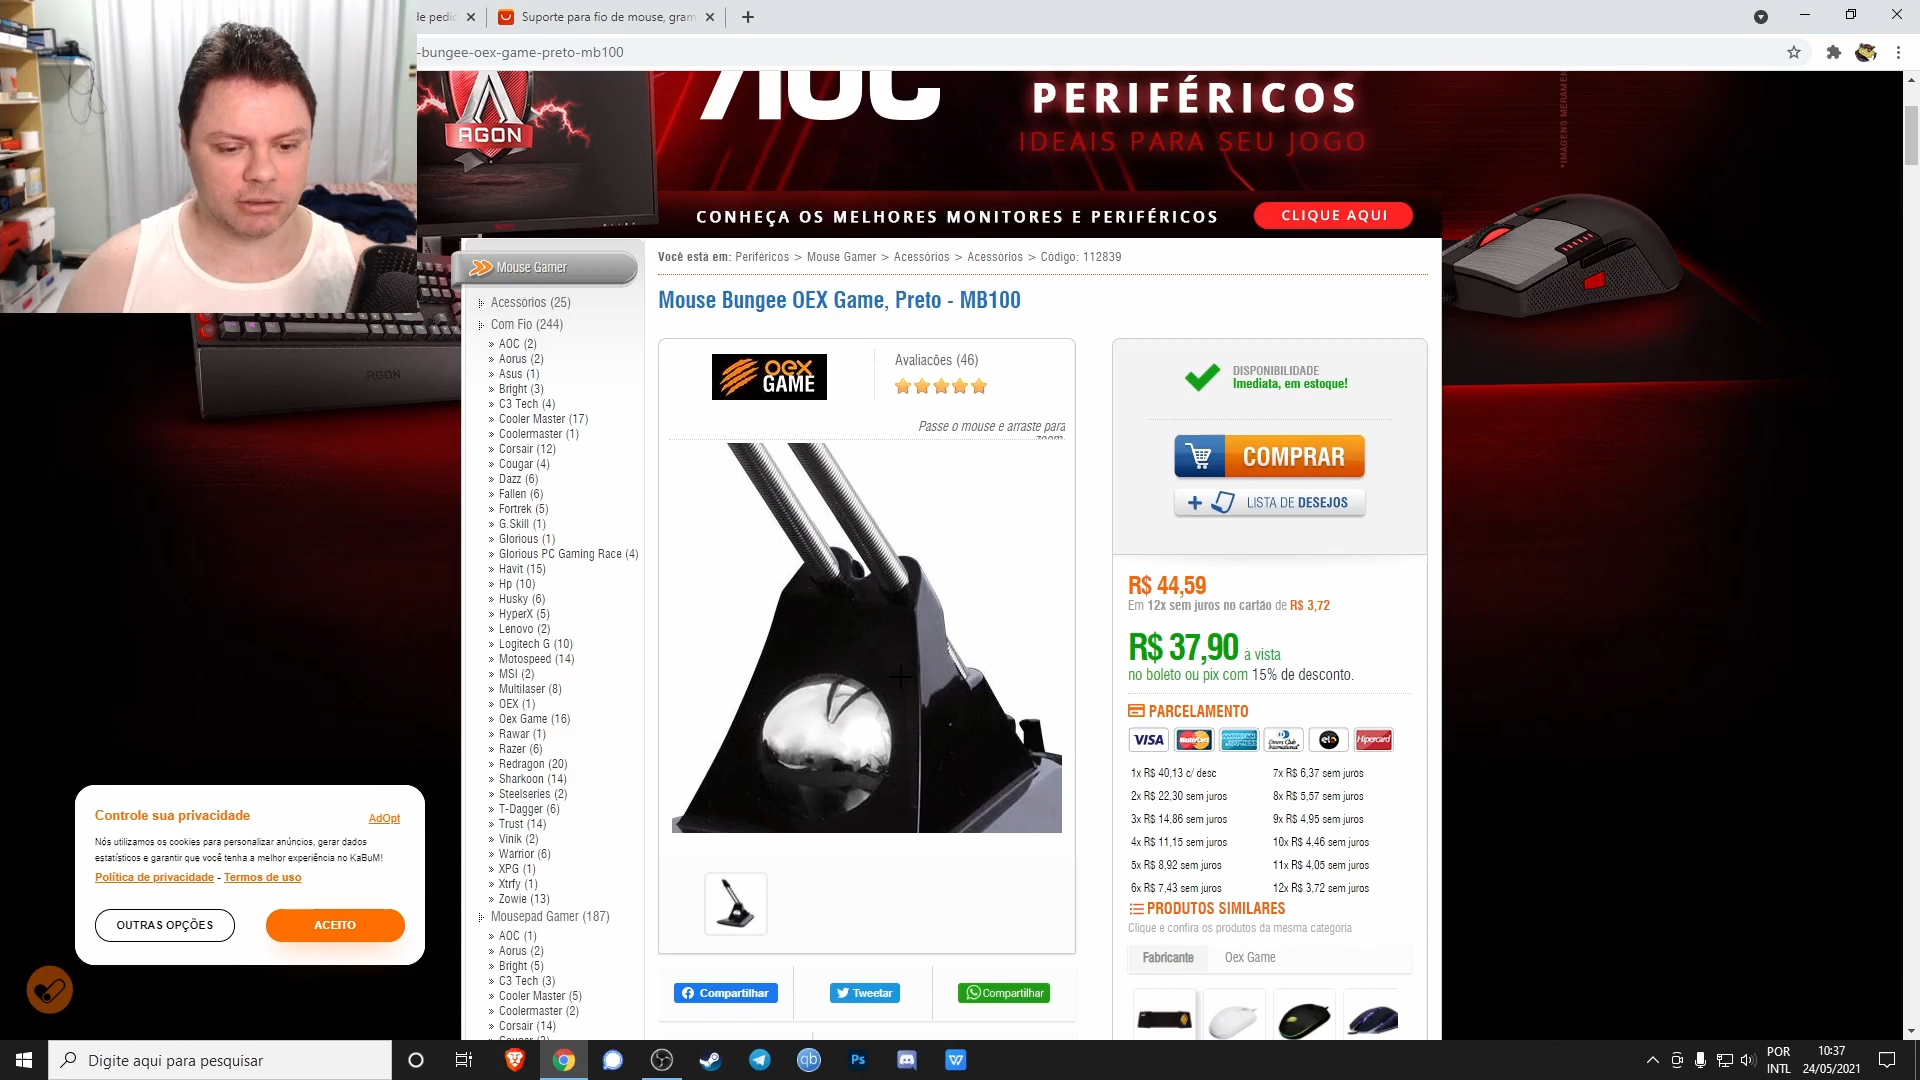 de pedic
Suporte para fio de mouse, gram
-bungee-oex-game-preto-mb100
AGON
AOC
PERIFÉRICOS
IDEAIS PARA SEU JOGO
CONHEÇA OS MELHORES MONITORES E PERIFÉRICOS
CLIQUE AQUI
AGON
Mouse Gamer
Acessórios (25)
Com Fio (244)
AOC (2)
Aorus (2)
Asus (1)
Bright (3)
C3 Tech (4)
Cooler Master (17)
Coolermaster (1)
Corsair (12)
Cougar (4)
Dazz (6)
Fallen (6)
Fortrek (5)
G.Skill (1)
Glorious (1)
Glorious PC Gaming Race (4)
Havit (15)
Hp (10)
Husky (6)
HyperX (5)
Lenovo (2)
Logitech G (10)
Motospeed (14)
MSI (2)
Multilaser (8)
OEX (1)
Oex Game (16)
Rawar (1)
Razer (6)
Redragon (20)
Sharkoon (14)
Steelseries (2)
T-Dagger (6)
Trust (14)
Vinik (2)
Warrior (6)
XPG (1)
Xtrfy (1)
Zowie (13)
Mousepad Gamer (187)
AOC (1)
Aorus (2)
Bright (5)
C3 Tech (3)
Cooler Master (5)
Coolermaster (2)
Corsair (14)
Você está em: Periféricos > Mouse Gamer > Acessórios > Acessórios > Código: 112839
Mouse Bungee OEX Game, Preto - MB100
oex
GAME
Avaliacões (46)
Passe o mouse e arraste para
zoom
Compartilhar
Tweetar
Compartilhar
DISPONIBILIDADE
Imediata, em estoque!
COMPRAR
+ LISTA DE DESEJOS
R$ 44,59
Em 12x sem juros no cartão de R$ 3,72
R$ 37,90 à vista
no boleto ou pix com 15% de desconto.
PARCELAMENTO
VISA MasterCard Diners Club International elo Hipercard
1x R$ 40,13 c/ desc
2x R$ 22,30 sem juros
3x R$ 14,86 sem juros
4x R$ 11,15 sem juros
5x R$ 8,92 sem juros
6x R$ 7,43 sem juros
7x R$ 6,37 sem juros
8x R$ 5,57 sem juros
9x R$ 4,95 sem juros
10x R$ 4,46 sem juros
11x R$ 4,05 sem juros
12x R$ 3,72 sem juros
PRODUTOS SIMILARES
Clique e confira os produtos da mesma categoria
Fabricante Oex Game
Controle sua privacidade
AdOpt
Nós utilizamos os cookies para personalizar anúncios, gerar dados
estatísticos e garantir que você tenha a melhor experiência no KaBuM!
Política de privacidade - Termos de uso
OUTRAS OPÇÕES
ACEITO
Digite aqui para pesquisar
qb
Ps
POR
INTL
10:37
24/05/2021